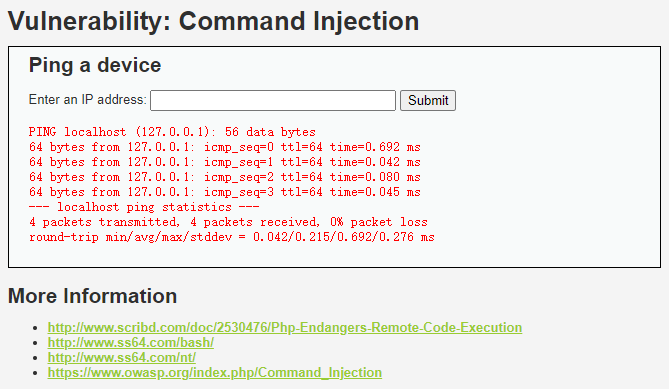 Vulnerability: Command Injection
Ping a device
Enter an IP address: Submit
PING localhost (127.0.0.1): 56 data bytes
64 bytes from 127.0.0.1: icmp_seq=0 ttl=64 time=0.692 ms
64 bytes from 127.0.0.1: icmp_seq=1 ttl=64 time=0.042 ms
64 bytes from 127.0.0.1: icmp_seq=2 ttl=64 time=0.080 ms
64 bytes from 127.0.0.1: icmp_seq=3 ttl=64 time=0.045 ms
--- localhost ping statistics ---
4 packets transmitted, 4 packets received, 0% packet loss
round-trip min/avg/max/stddev = 0.042/0.215/0.692/0.276 ms
More Information
http://www.scribd.com/doc/2530476/Php-Endangers-Remote-Code-Execution
http://www.ss64.com/bash/
http://www.ss64.com/nt/
https://www.owasp.org/index.php/Command_Injection